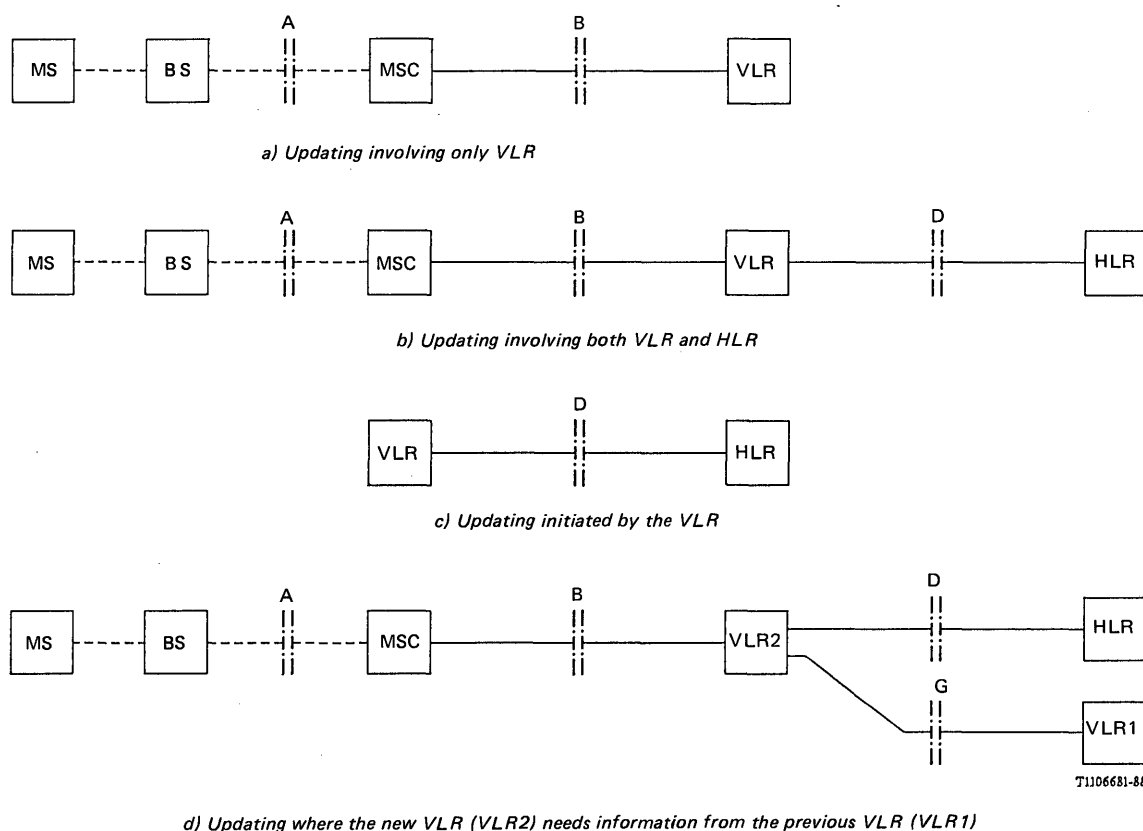 A B
MS BS MSC VLR
a) Updating involving only VLR
A B D
MS BS MSC VLR HLR
b) Updating involving both VLR and HLR
D
VLR HLR
c) Updating initiated by the VLR
A B D
MS BS MSC VLR2 HLR
G
VLR1
T1106681-88
d) Updating where the new VLR (VLR2) needs information from the previous VLR (VLR1)